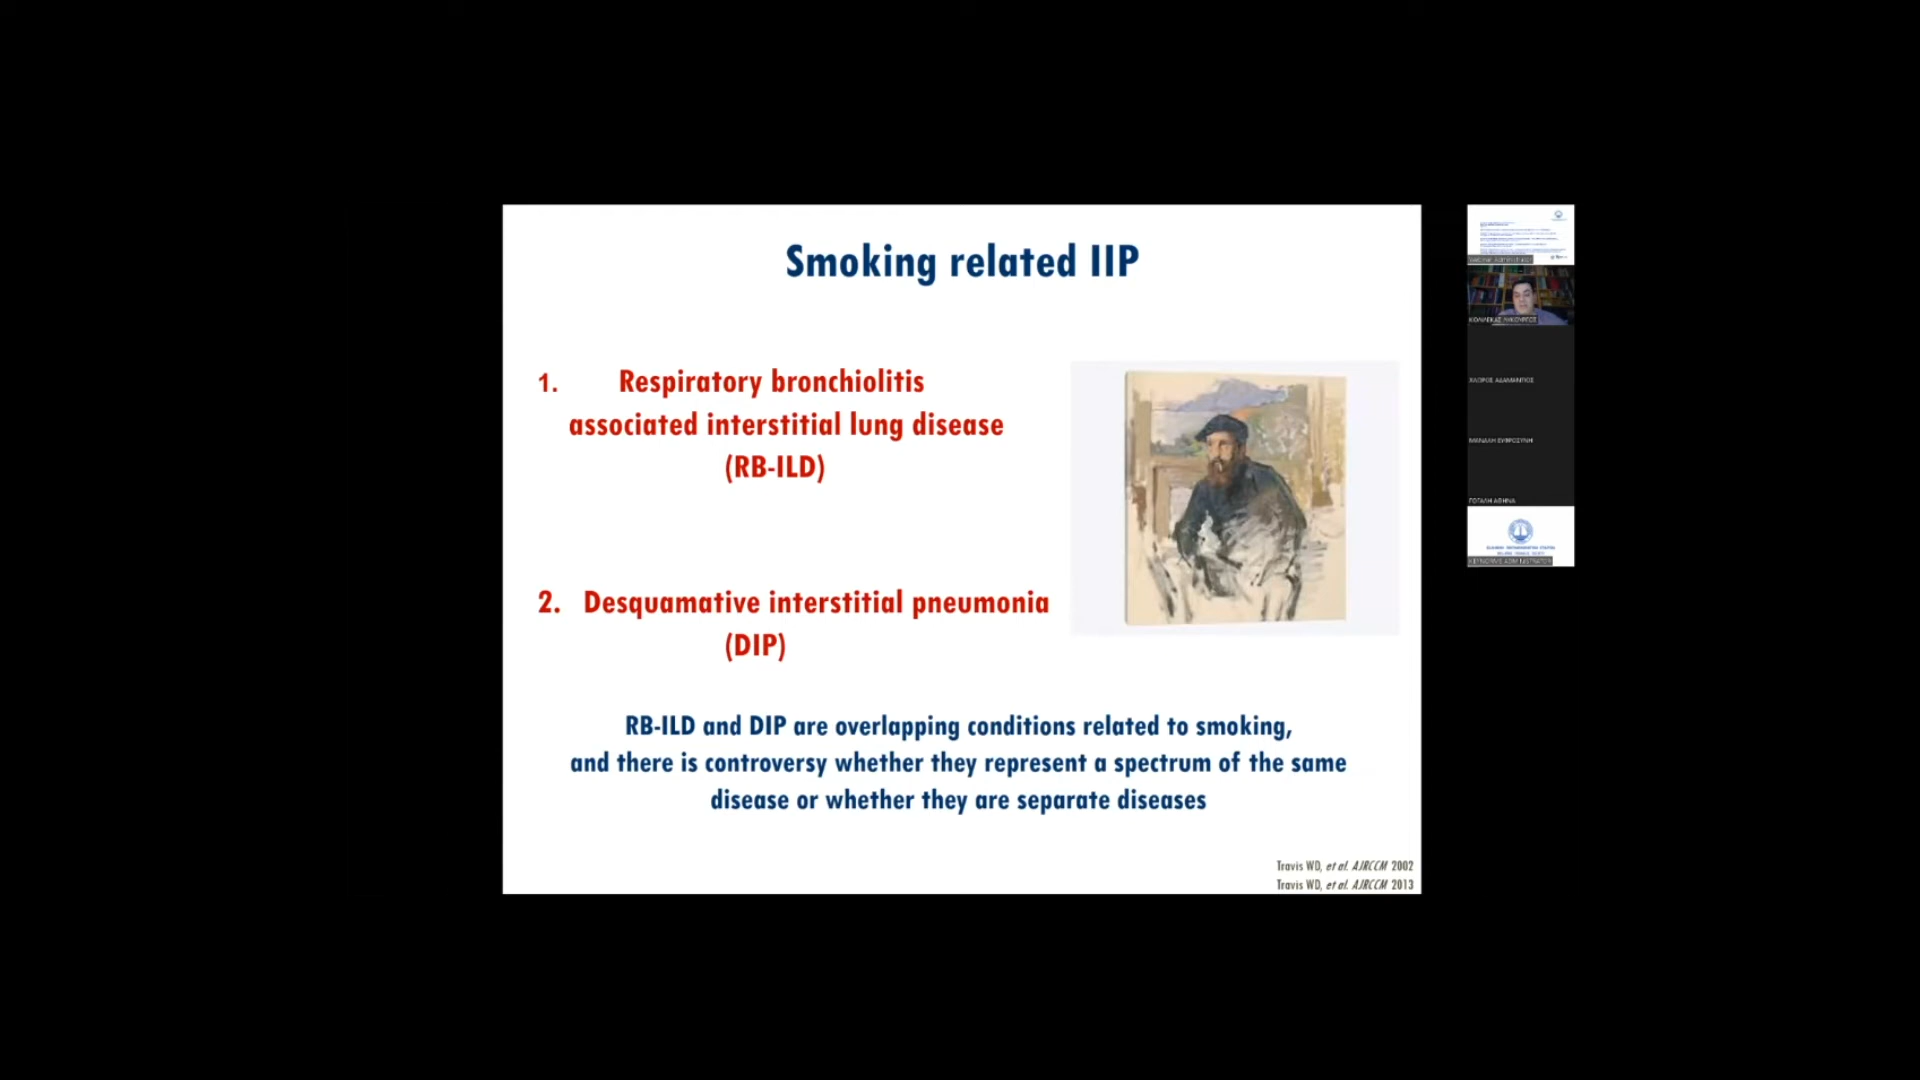 Smoking related IIP
1. Respiratory bronchiolitis
associated interstitial lung disease
(RB-ILD)
2. Desquamative interstitial pneumonia
(DIP)
RB-ILD and DIP are overlapping conditions related to smoking,
and there is controversy whether they represent a spectrum of the same
disease or whether they are separate diseases
Travis WD, et al. AJRCCM 2002
Travis WD, et al. AJRCCM 2013
ΚΟΛΙΛΕΚΑΣ ΛΥΚΟΥΡΓΟΣ
ΧΛΩΡΟΣ ΑΔΑΜΑΝΤΙΟΣ
ΜΑΝΑΛΗ ΕΥΦΡΟΣΥΝΗ
ΓΟΓΑΛΗ ΑΘΗΝΑ